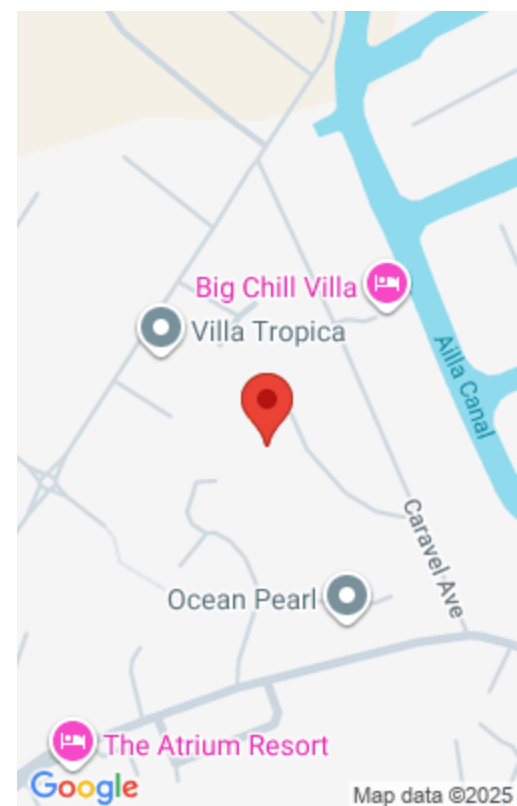 Big Chill Villa
Villa Tropica
Ailla Canal
Caravel Ave
Ocean Pearl
The Atrium Resort
Google
Map data ©2025